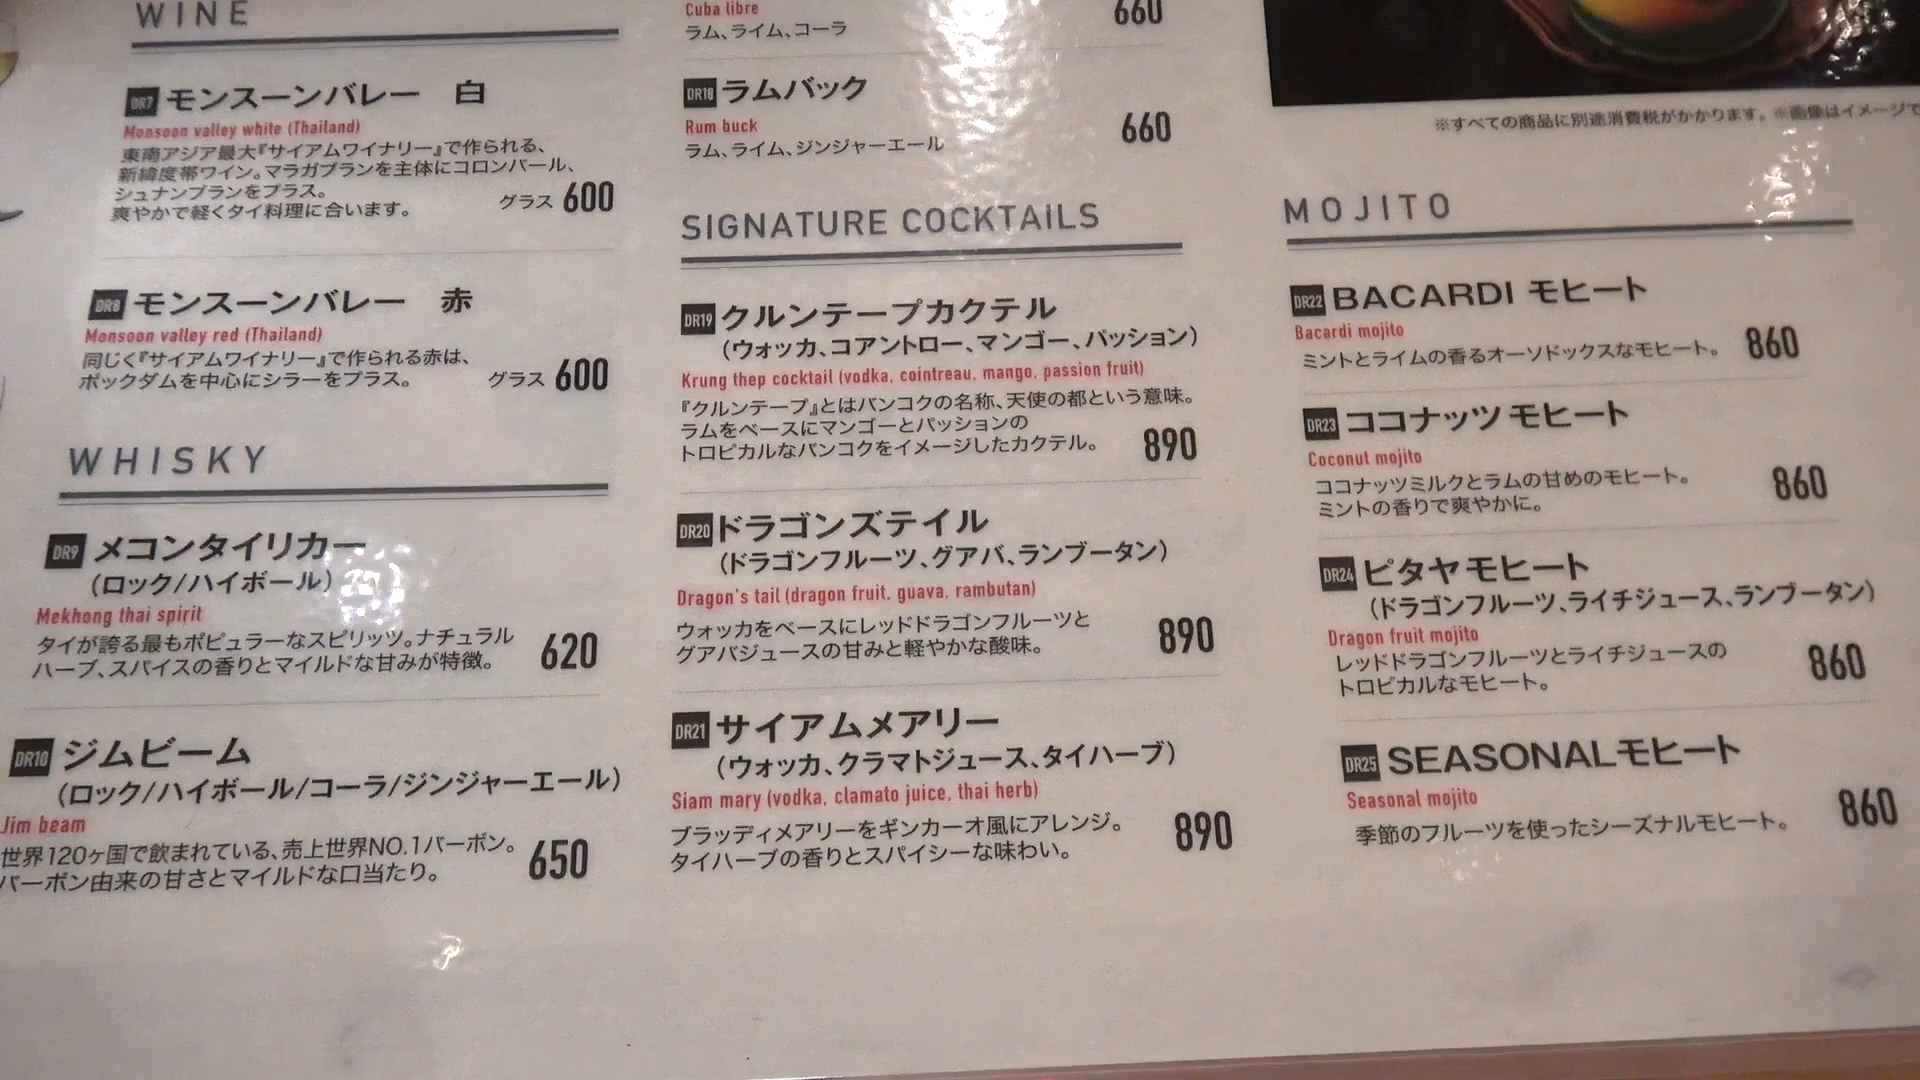 WINE
DR7 モンスーンバレー 白
Monsoon valley white (Thailand)
東南アジア最大『サイアムワイナリー』で作られる、
新緯度帯ワイン。マラガブランを主体にコロンバール、
シュナンブランをプラス。
爽やかで軽くタイ料理に合います。
グラス 600
DR8 モンスーンバレー 赤
Monsoon valley red (Thailand)
同じく『サイアムワイナリー』で作られる赤は、
ポックダムを中心にシラーをプラス。
グラス 600
WHISKY
DR9 メコンタイリカー
(ロック/ハイボール)
Mekhong thai spirit
タイが誇る最もポピュラーなスピリッツ。ナチュラル
ハーブ、スパイスの香りとマイルドな甘みが特徴。
620
DR10 ジムビーム
(ロック/ハイボール/コーラ/ジンジャーエール)
Jim beam
世界120ヶ国で飲まれている、売上世界NO.1バーボン。
バーボン由来の甘さとマイルドな口当たり。
650
Cuba libre
ラム、ライム、コーラ
660
DR18 ラムバック
Rum buck
ラム、ライム、ジンジャーエール
660
SIGNATURE COCKTAILS
DR19 クルンテープカクテル
(ウォッカ、コアントロー、マンゴー、パッション)
Krung thep cocktail (vodka, cointreau, mango, passion fruit)
『クルンテープ』とはバンコクの名称、天使の都という意味。
ラムをベースにマンゴーとパッションの
トロピカルなバンコクをイメージしたカクテル。
890
DR20 ドラゴンズテイル
(ドラゴンフルーツ、グアバ、ランブータン)
Dragon's tail (dragon fruit, guava, rambutan)
ウォッカをベースにレッドドラゴンフルーツと
グアバジュースの甘みと軽やかな酸味。
890
DR21 サイアムメアリー
(ウォッカ、クラマトジュース、タイハーブ)
Siam mary (vodka, clamato juice, thai herb)
ブラッディメアリーをギンカーオ風にアレンジ。
タイハーブの香りとスパイシーな味わい。
890
※すべての商品に別途消費税がかかります。※画像はイメージで
MOJITO
DR22 BACARDI モヒート
Bacardi mojito
ミントとライムの香るオーソドックスなモヒート。
860
DR23 ココナッツ モヒート
Coconut mojito
ココナッツミルクとラムの甘めのモヒート。
ミントの香りで爽やかに。
860
DR24 ピタヤ モヒート
(ドラゴンフルーツ、ライチジュース、ランブータン)
Dragon fruit mojito
レッドドラゴンフルーツとライチジュースの
トロピカルなモヒート。
860
DR25 SEASONALモヒート
Seasonal mojito
季節のフルーツを使ったシーズナルモヒート。
860